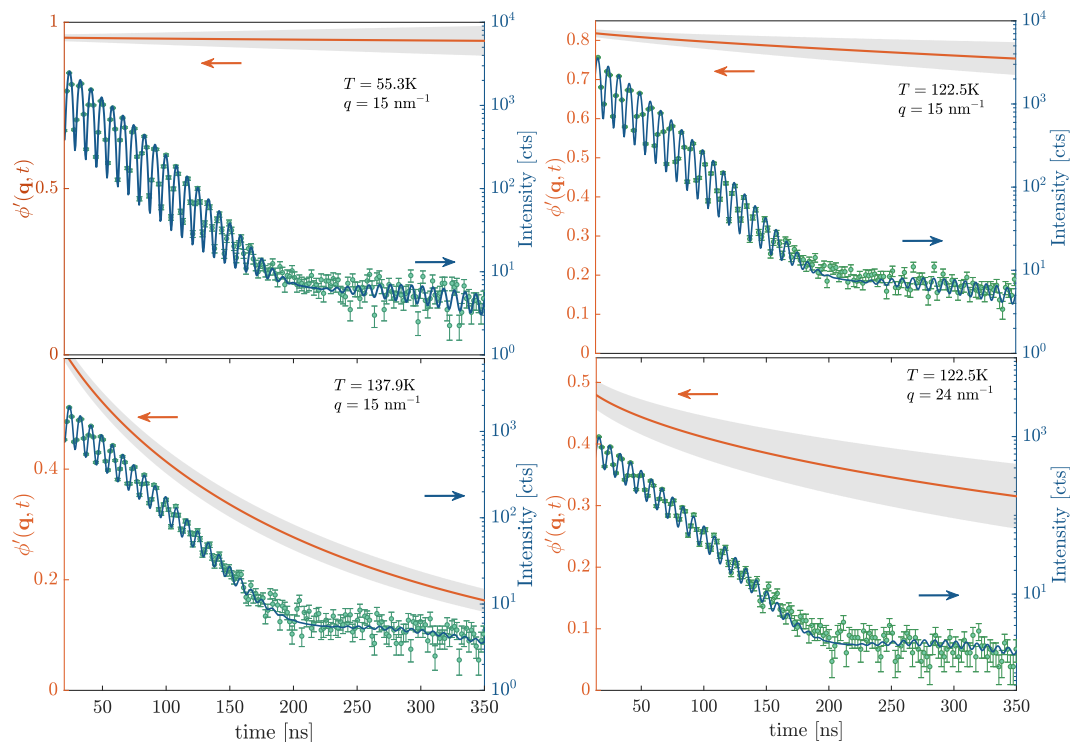 1
0.5
0
ϕ′(q, t)
10⁴
10³
10²
10¹
10⁰
Intensity [cts]
T = 55.3K
q = 15 nm⁻¹
0.8
0.7
0.6
0.5
0.4
0.3
0.2
0.1
0
ϕ′(q, t)
10⁴
10³
10²
10¹
10⁰
Intensity [cts]
T = 122.5K
q = 15 nm⁻¹
0.4
0.2
0
ϕ′(q, t)
10³
10²
10¹
10⁰
Intensity [cts]
T = 137.9K
q = 15 nm⁻¹
50 100 150 200 250 300 350
time [ns]
0.5
0.4
0.3
0.2
0.1
0
ϕ′(q, t)
10³
10¹
Intensity [cts]
T = 122.5K
q = 24 nm⁻¹
50 100 150 200 250 300 350
time [ns]